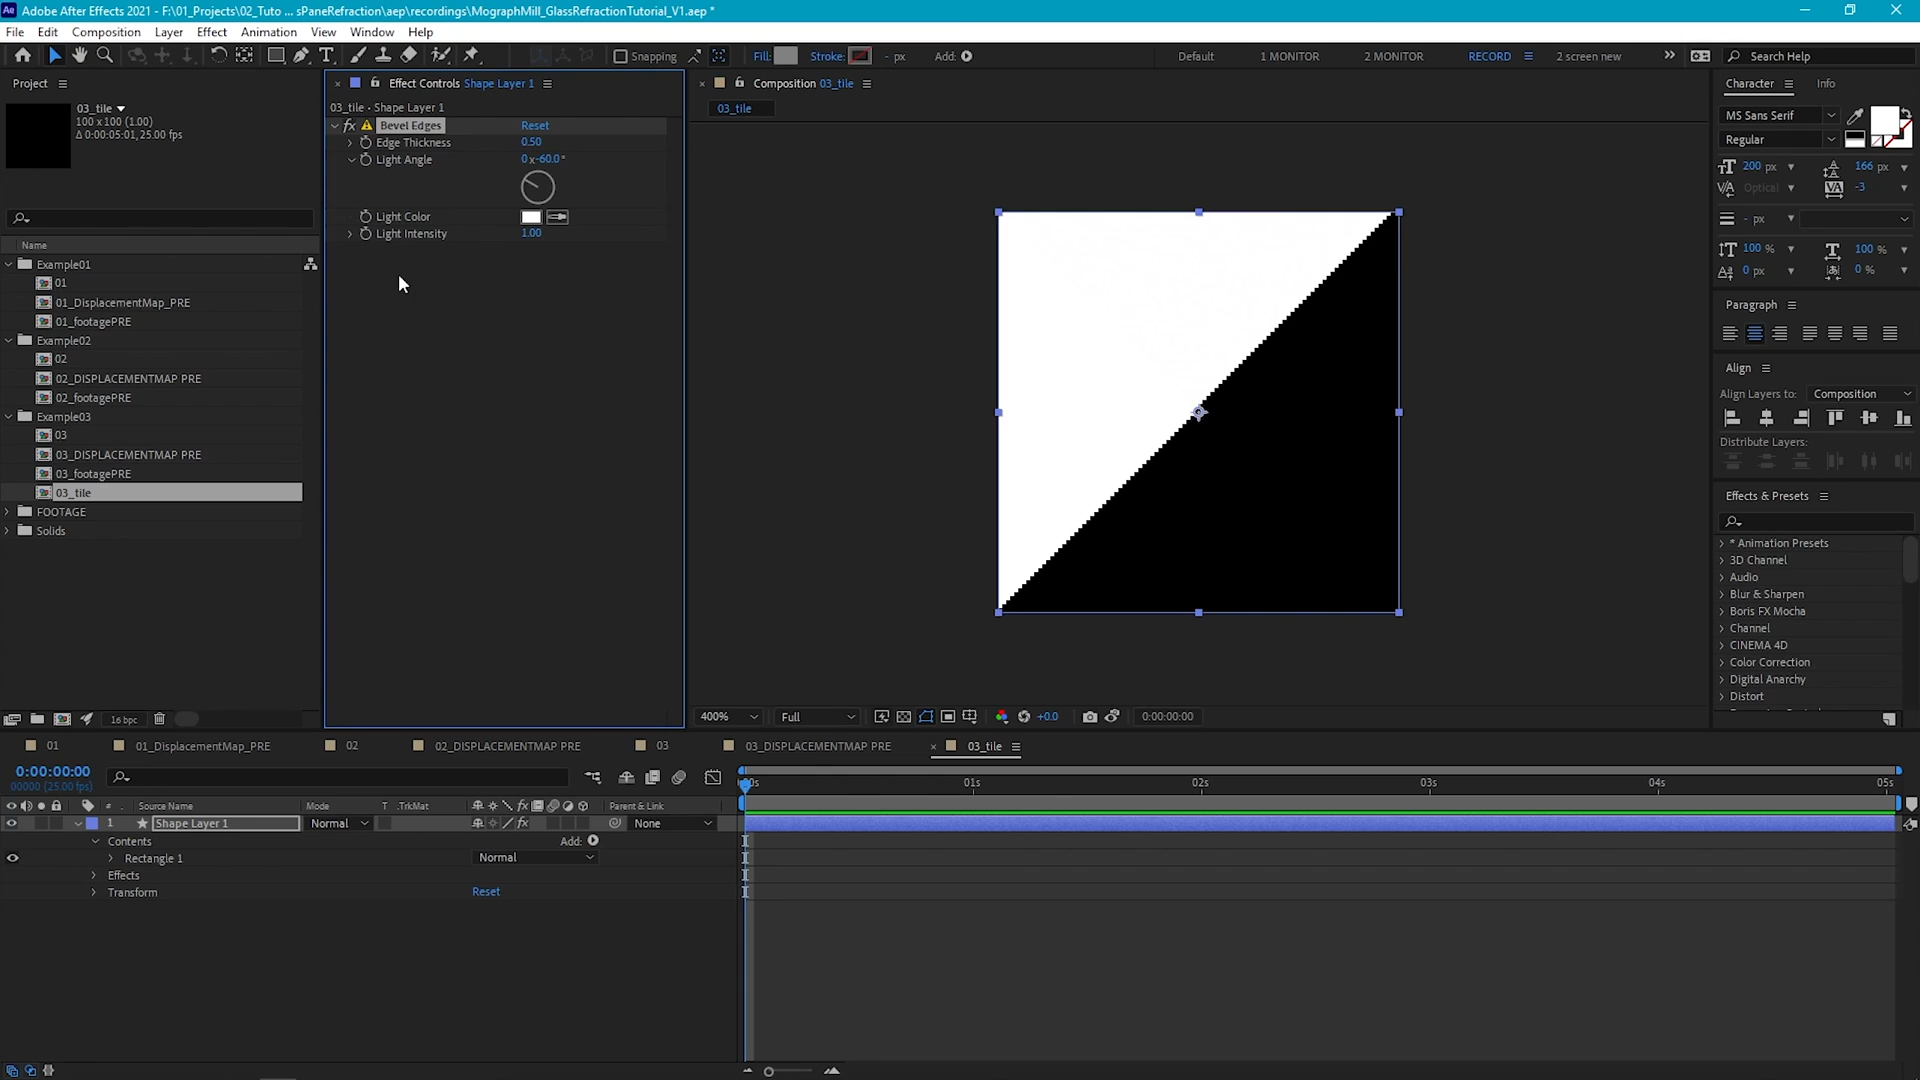 Adobe After Effects 2021 - F:\01_Projects\02_Tuto ... sPaneRefraction\aep\recordings\MographMill_GlassRefractionTutorial_V1.aep *
File Edit Composition Layer Effect Animation View Window Help
Snapping Fill: Stroke: - px Add: Default 1 MONITOR 2 MONITOR RECORD 2 screen new Search Help
Project
03_tile
100 x 100 (1.00)
Δ 0:00:05:01, 25.00 fps
Name
Example01
01
01_DisplacementMap_PRE
01_footagePRE
Example02
02
02_DISPLACEMENTMAP PRE
02_footagePRE
Example03
03
03_DISPLACEMENTMAP PRE
03_footagePRE
03_tile
FOOTAGE
Solids
16 bpc
Effect Controls Shape Layer 1
03_tile • Shape Layer 1
fx Bevel Edges Reset
Edge Thickness 0.50
Light Angle 0 x-60.0°
Light Color
Light Intensity 1.00
Composition 03_tile
03_tile
400% Full +0.0 0:00:00:00
Character Info
MS Sans Serif
Regular
200 px 166 px
Optical -3
- px
100 % 100 %
0 px 0 %
Paragraph
Align
Align Layers to: Composition
Distribute Layers:
Effects & Presets
* Animation Presets
3D Channel
Audio
Blur & Sharpen
Boris FX Mocha
Channel
CINEMA 4D
Color Correction
Digital Anarchy
Distort
01 01_DisplacementMap_PRE 02 02_DISPLACEMENTMAP PRE 03 03_DISPLACEMENTMAP PRE 03_tile
0:00:00:00
00000 (25.00 fps)
01s 02s 03s 04s 05s
# Source Name Mode T .TrkMat fx Parent & Link
1 Shape Layer 1 Normal fx None
Contents Add:
Rectangle 1 Normal
Effects
Transform Reset